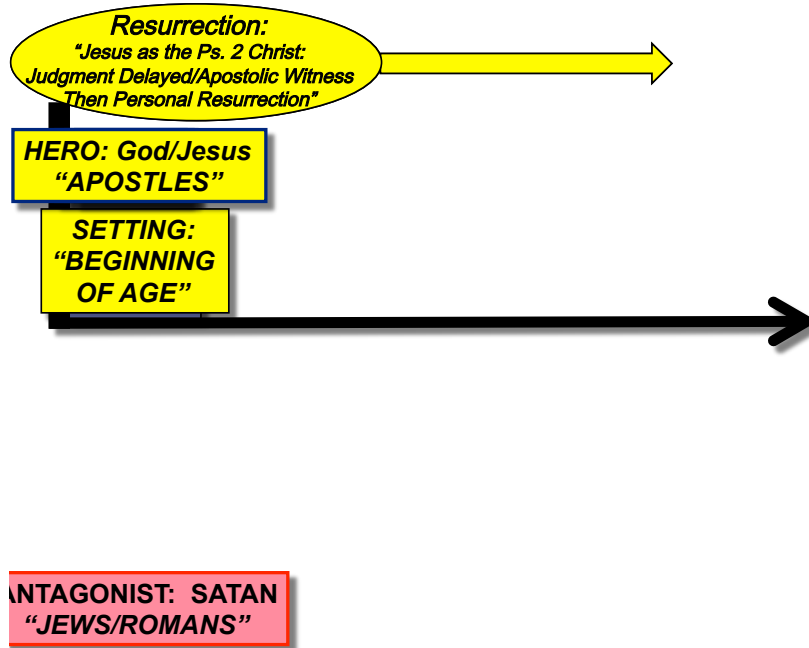 Resurrection:
“Jesus as the Ps. 2 Christ:
Judgment Delayed/Apostolic Witness
Then Personal Resurrection”
HERO: God/Jesus
“APOSTLES”
SETTING:
“BEGINNING
OF AGE”
ANTAGONIST: SATAN
“JEWS/ROMANS”